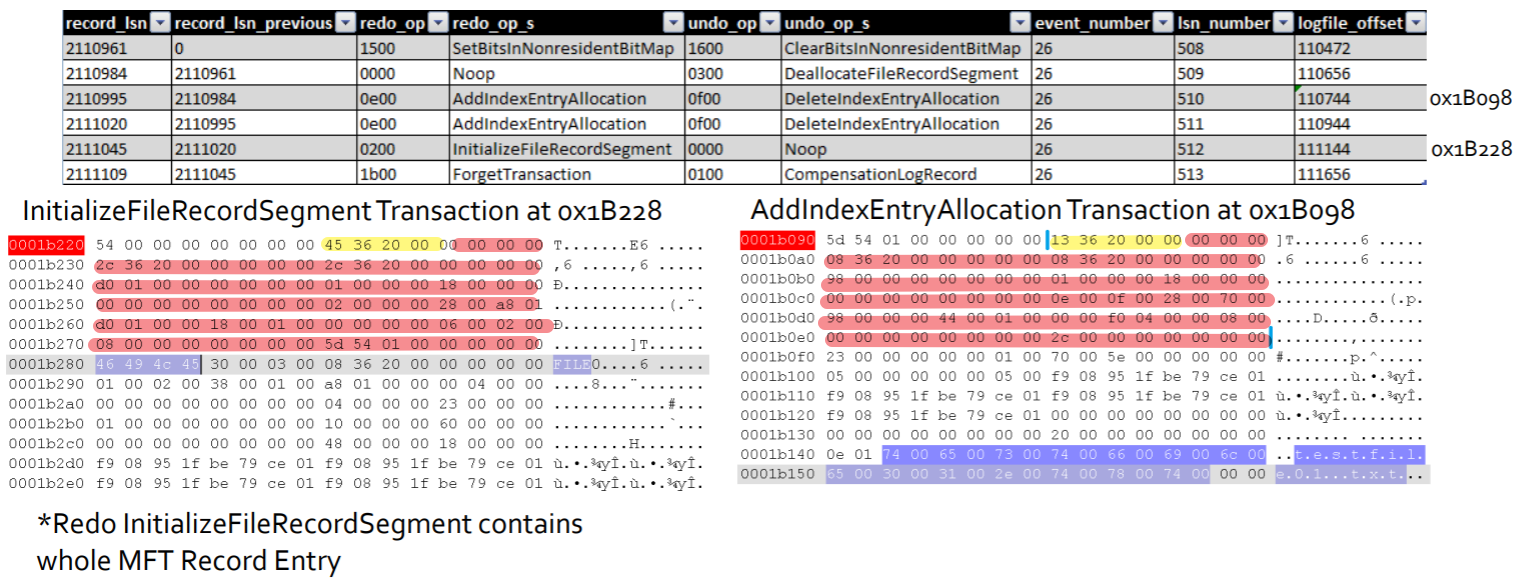 record_lsn record_lsn_previous redo_op redo_op_s undo_op undo_op_s event_number lsn_number logfile_offset
2110961 0 1500 SetBitsInNonresidentBitMap 1600 ClearBitsInNonresidentBitMap 26 508 110472
2110984 2110961 0000 Noop 0300 DeallocateFileRecordSegment 26 509 110656
2110995 2110984 0e00 AddIndexEntryAllocation 0f00 DeleteIndexEntryAllocation 26 510 110744 0x1B098
2111020 2110995 0e00 AddIndexEntryAllocation 0f00 DeleteIndexEntryAllocation 26 511 110944
2111045 2111020 0200 InitializeFileRecordSegment 0000 Noop 26 512 111144 0x1B228
2111109 2111045 1b00 ForgetTransaction 0100 CompensationLogRecord 26 513 111656
InitializeFileRecordSegment Transaction at 0x1B228
0001b220 54 00 00 00 00 00 00 00 45 36 20 00 00 00 00 00 T.......E6 .....
0001b230 2c 36 20 00 00 00 00 00 2c 36 20 00 00 00 00 00 ,6 .....,6 .....
0001b240 d0 01 00 00 00 00 00 00 01 00 00 00 18 00 00 00 Ð...............
0001b250 00 00 00 00 00 00 00 00 02 00 00 00 28 00 a8 01 ............(.¨.
0001b260 d0 01 00 00 18 00 01 00 00 00 00 00 06 00 02 00 Ð...............
0001b270 08 00 00 00 00 00 00 00 5d 54 01 00 00 00 00 00 ........]T......
0001b280 46 49 4c 45 30 00 03 00 08 36 20 00 00 00 00 00 FILE0....6 .....
0001b290 01 00 02 00 38 00 01 00 a8 01 00 00 00 04 00 00 ....8...¨.......
0001b2a0 00 00 00 00 00 00 00 00 04 00 00 00 23 00 00 00 ............#...
0001b2b0 01 00 00 00 00 00 00 00 10 00 00 00 60 00 00 00 ............`...
0001b2c0 00 00 00 00 00 00 00 00 48 00 00 00 18 00 00 00 ........H.......
0001b2d0 f9 08 95 1f be 79 ce 01 f9 08 95 1f be 79 ce 01 ù.•.¾yÎ.ù.•.¾yÎ.
0001b2e0 f9 08 95 1f be 79 ce 01 f9 08 95 1f be 79 ce 01 ù.•.¾yÎ.ù.•.¾yÎ.
*Redo InitializeFileRecordSegment contains
whole MFT Record Entry
AddIndexEntryAllocation Transaction at 0x1B098
0001b090 5d 54 01 00 00 00 00 00 13 36 20 00 00 00 00 00 ]T.......6 .....
0001b0a0 08 36 20 00 00 00 00 00 08 36 20 00 00 00 00 00 .6 ......6 .....
0001b0b0 98 00 00 00 00 00 00 00 01 00 00 00 18 00 00 00 ................
0001b0c0 00 00 00 00 00 00 00 00 0e 00 0f 00 28 00 70 00 ............(.p.
0001b0d0 98 00 00 00 44 00 01 00 00 00 f0 04 00 00 08 00 ....D.....ð.....
0001b0e0 00 00 00 00 00 00 00 00 2c 00 00 00 00 00 00 00 ........,.......
0001b0f0 23 00 00 00 00 00 01 00 70 00 5e 00 00 00 00 00 #.......p.^.....
0001b100 05 00 00 00 00 00 05 00 f9 08 95 1f be 79 ce 01 ........ù.•.¾yÎ.
0001b110 f9 08 95 1f be 79 ce 01 f9 08 95 1f be 79 ce 01 ù.•.¾yÎ.ù.•.¾yÎ.
0001b120 f9 08 95 1f be 79 ce 01 00 00 00 00 00 00 00 00 ù.•.¾yÎ.........
0001b130 00 00 00 00 00 00 00 00 20 00 00 00 00 00 00 00 ........ .......
0001b140 0e 01 74 00 65 00 73 00 74 00 66 00 69 00 6c 00 ..t.e.s.t.f.i.l.
0001b150 65 00 30 00 31 00 2e 00 74 00 78 00 74 00 00 00 e.0.1...t.x.t...